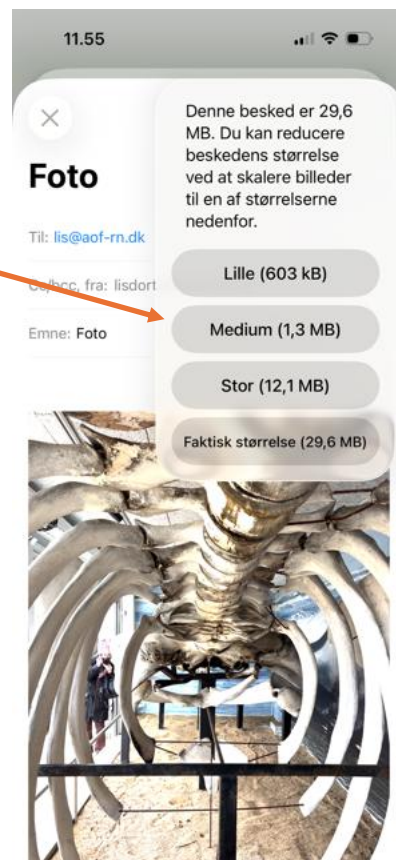 11.55
Denne besked er 29,6
MB. Du kan reducere
beskedens størrelse
ved at skalere billeder
til en af størrelserne
nedenfor.
Foto
Til: lis@aof-rn.dk
Lille (603 kB)
Cc/bcc, fra: lisdort
Medium (1,3 MB)
Emne: Foto
Stor (12,1 MB)
Faktisk størrelse (29,6 MB)